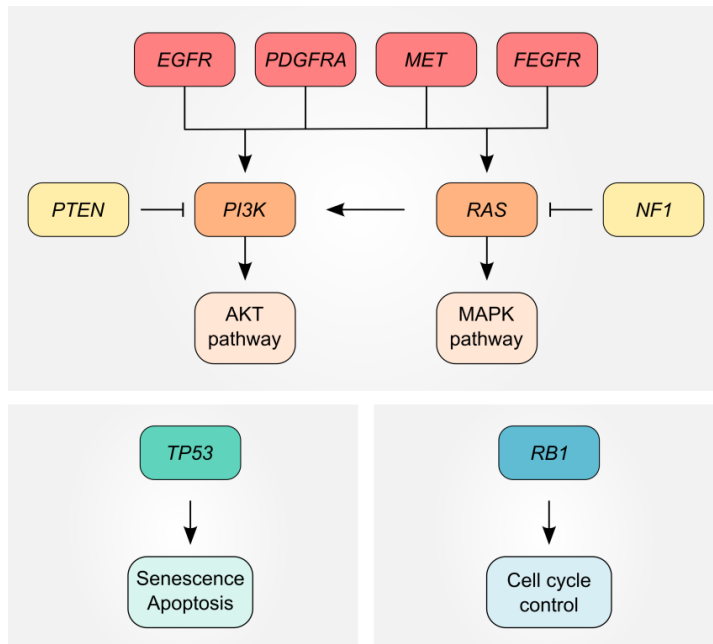 EGFR
PDGFRA
MET
FEGFR
PTEN
PI3K
RAS
NF1
AKT
pathway
MAPK
pathway
TP53
RB1
Senescence
Apoptosis
Cell cycle
control